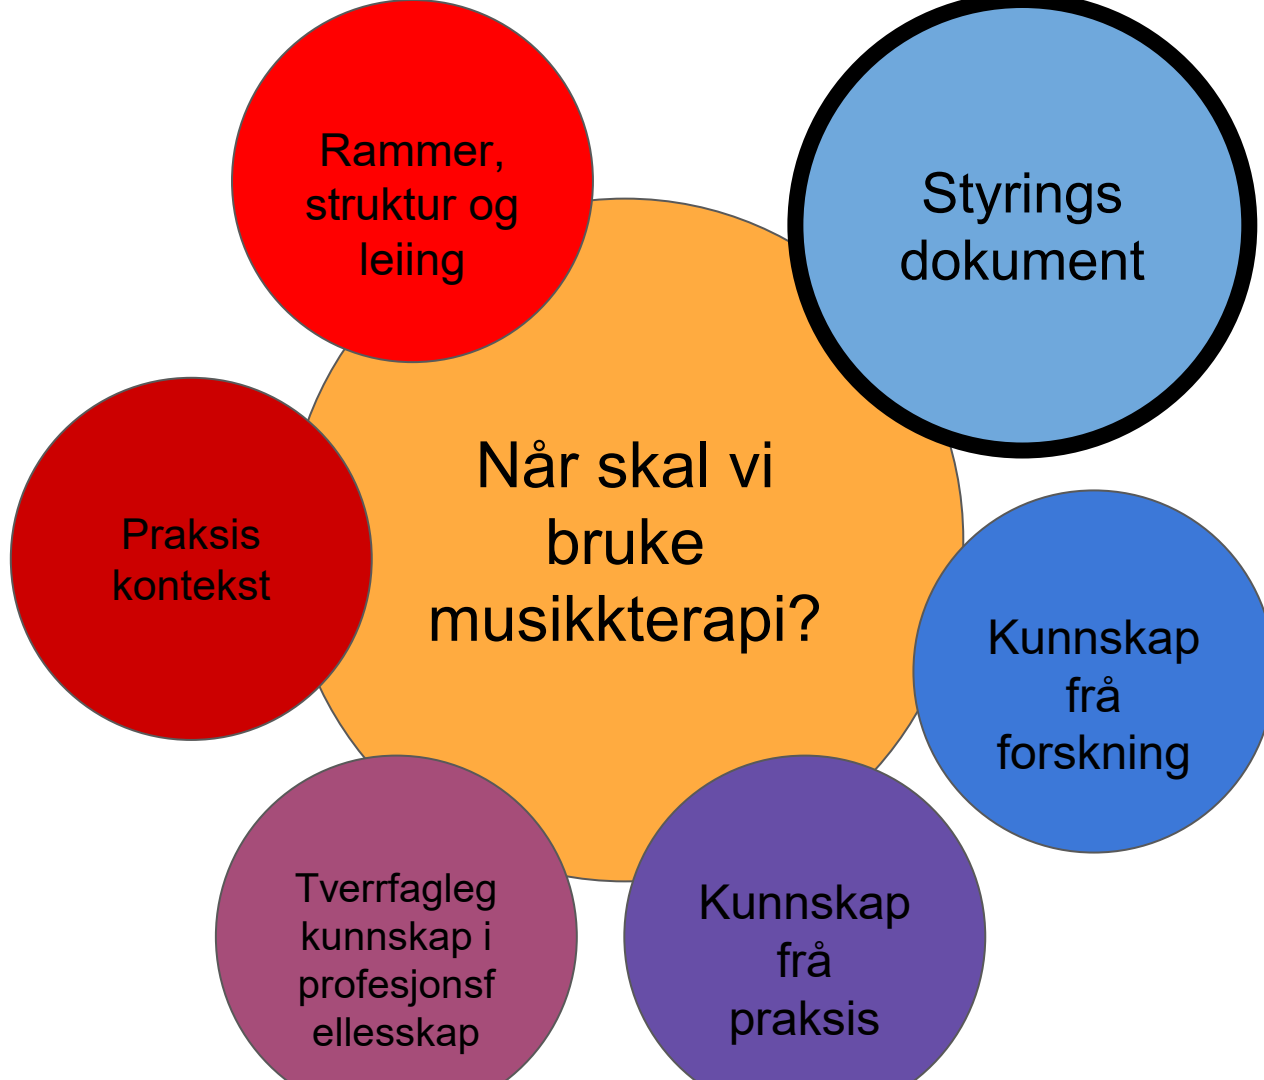 Rammer,
struktur og
leiing
Styrings
dokument
Når skal vi
bruke
musikkterapi?
Praksis
kontekst
Kunnskap
frå
forskning
Tverrfagleg
kunnskap i
profesjonsf
ellesskap
Kunnskap
frå
praksis